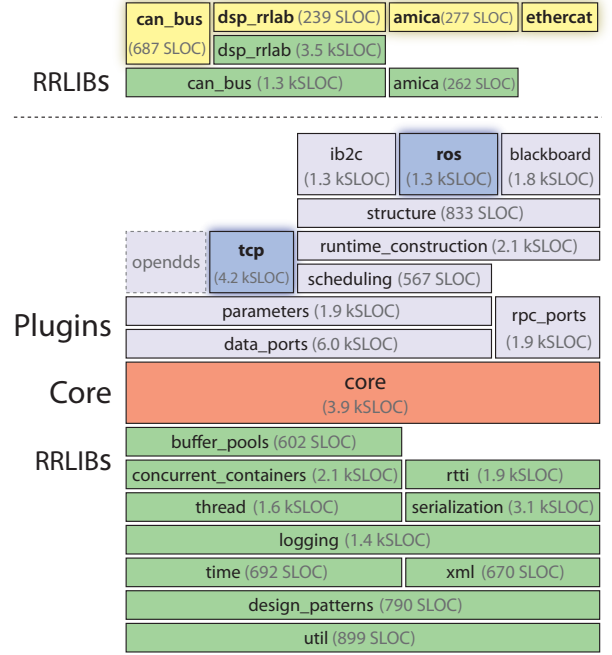 can_bus
(687 SLOC)
dsp_rrlab (239 SLOC)
amica(277 SLOC)
ethercat
dsp_rrlab (3.5 kSLOC)
RRLIBs
can_bus (1.3 kSLOC)
amica (262 SLOC)
ib2c
(1.3 kSLOC)
ros
(1.3 kSLOC)
blackboard
(1.8 kSLOC)
structure (833 SLOC)
opendds
tcp
(4.2 kSLOC)
runtime_construction (2.1 kSLOC)
scheduling (567 SLOC)
Plugins
parameters (1.9 kSLOC)
rpc_ports
(1.9 kSLOC)
data_ports (6.0 kSLOC)
Core
core
(3.9 kSLOC)
RRLIBs
buffer_pools (602 SLOC)
concurrent_containers (2.1 kSLOC)
rtti (1.9 kSLOC)
thread (1.6 kSLOC)
serialization (3.1 kSLOC)
logging (1.4 kSLOC)
time (692 SLOC)
xml (670 SLOC)
design_patterns (790 SLOC)
util (899 SLOC)